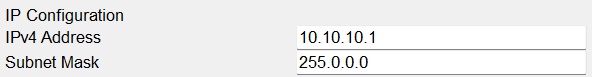 IP Configuration
IPv4 Address 10.10.10.1
Subnet Mask 255.0.0.0